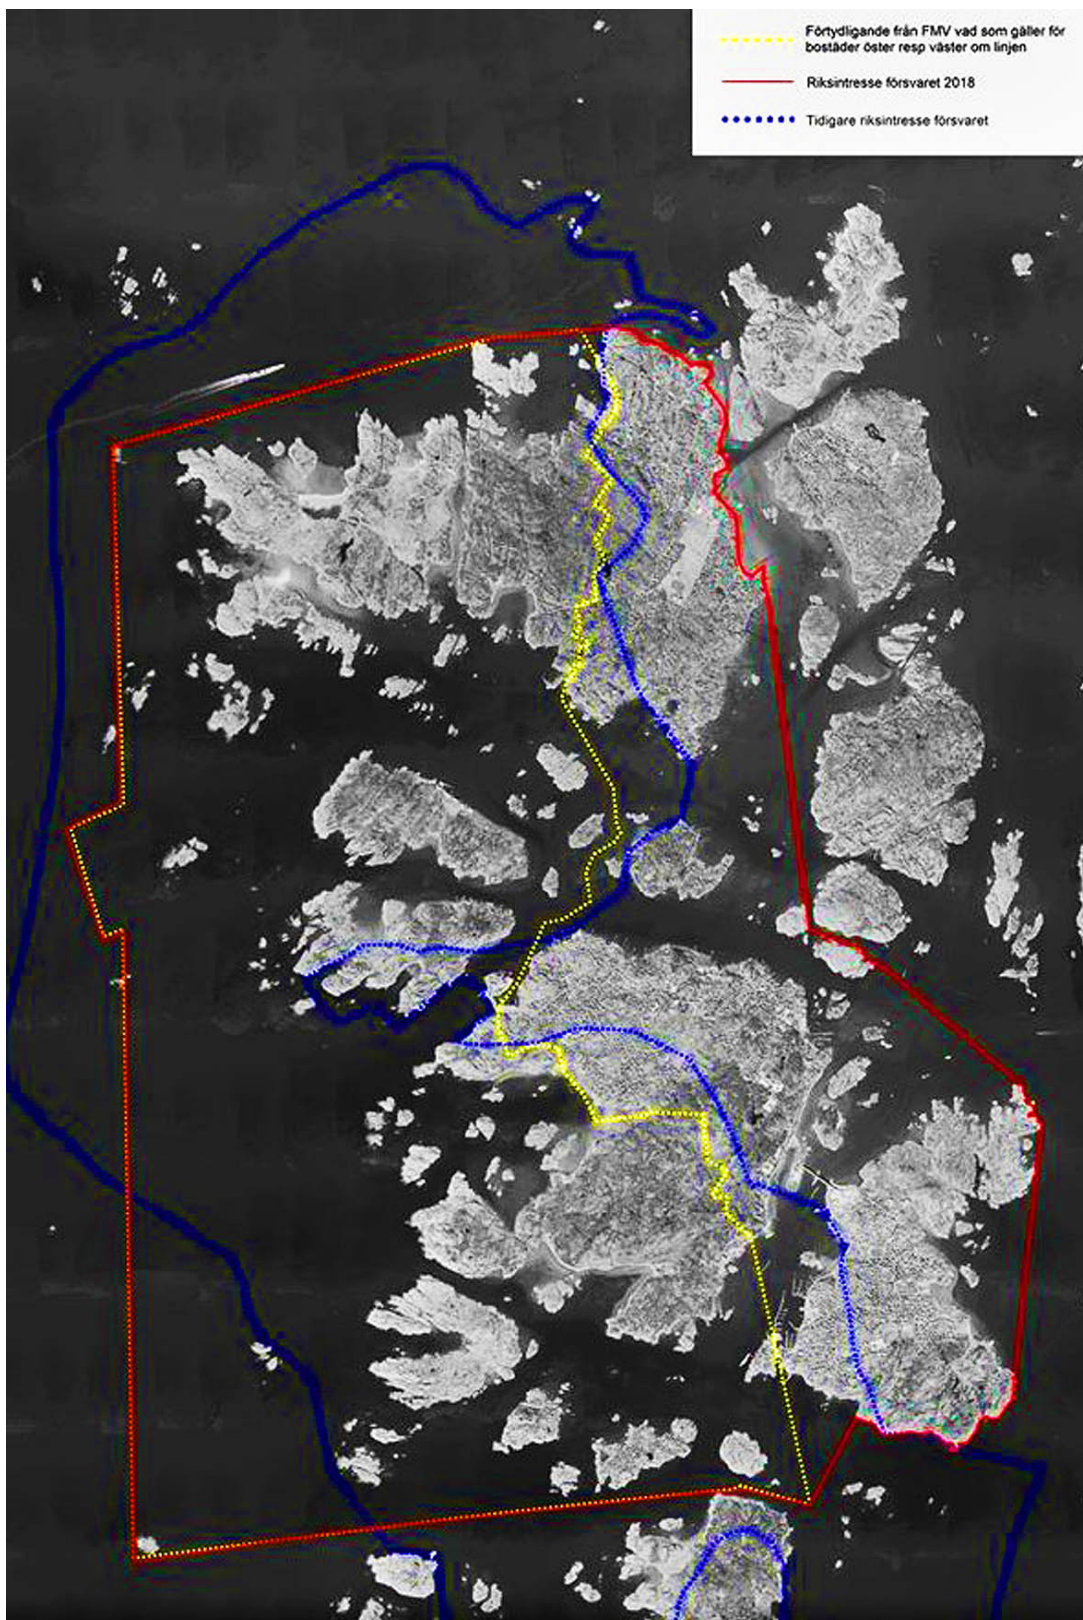 Förtydligande från FMV vad som gäller för
bostäder öster resp väster om linjen
Riksintresse försvaret 2018
Tidigare riksintresse försvaret